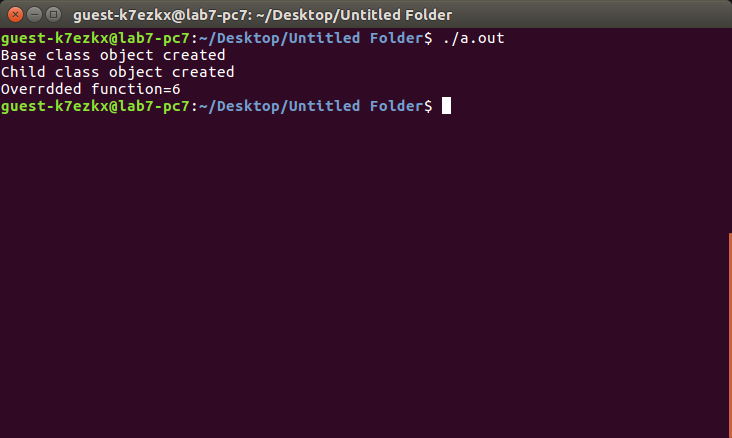 guest-k7ezkx@lab7-pc7: ~/Desktop/Untitled Folder
guest-k7ezkx@lab7-pc7:~/Desktop/Untitled Folder$ ./a.out
Base class object created
Child class object created
Overrdded function=6
guest-k7ezkx@lab7-pc7:~/Desktop/Untitled Folder$